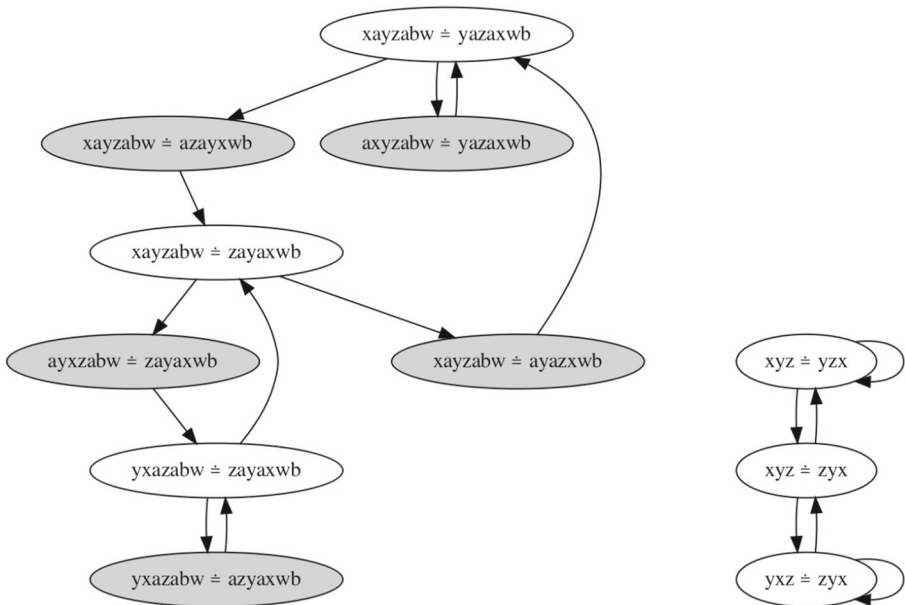 xayzabw ≐ yazaxwb
xayzabw ≐ azayxwb
axyzabw ≐ yazaxwb
xayzabw ≐ zayaxwb
ayxzabw ≐ zayaxwb
xayzabw ≐ ayazxwb
xyz ≐ yzx
yxazabw ≐ zayaxwb
xyz ≐ zyx
yxazabw ≐ azyaxwb
yxz ≐ zyx